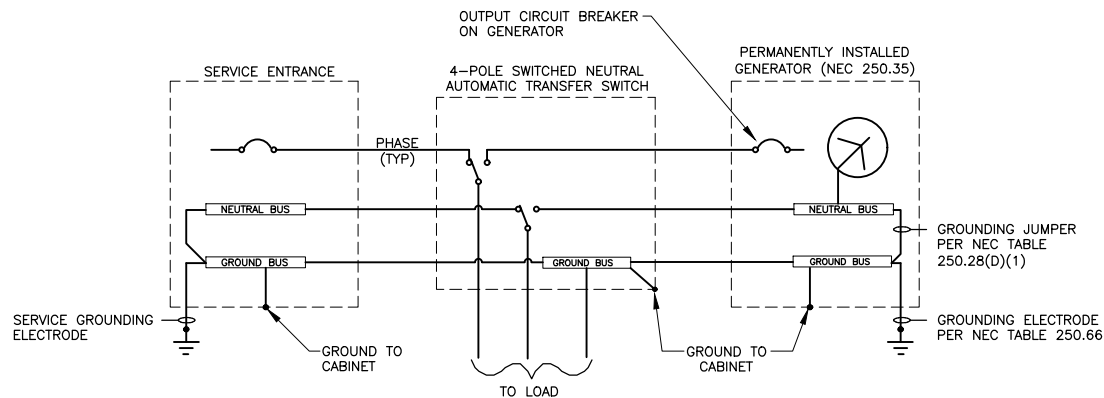 OUTPUT CIRCUIT BREAKER
ON GENERATOR
SERVICE ENTRANCE
4-POLE SWITCHED NEUTRAL
AUTOMATIC TRANSFER SWITCH
PERMANENTLY INSTALLED
GENERATOR (NEC 250.35)
PHASE
(TYP)
NEUTRAL BUS
NEUTRAL BUS
GROUNDING JUMPER
PER NEC TABLE
250.28(D)(1)
GROUND BUS
GROUND BUS
GROUND BUS
SERVICE GROUNDING
ELECTRODE
GROUND TO
CABINET
GROUND TO
CABINET
GROUNDING ELECTRODE
PER NEC TABLE 250.66
TO LOAD